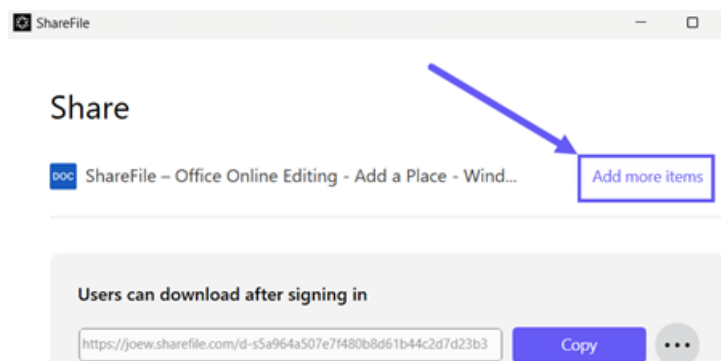 ShareFile
Share
DOC ShareFile – Office Online Editing - Add a Place - Wind... Add more items
Users can download after signing in
https://joew.sharefile.com/d-s5a964a507e7f480b8d61b44c2d7d23b3 Copy